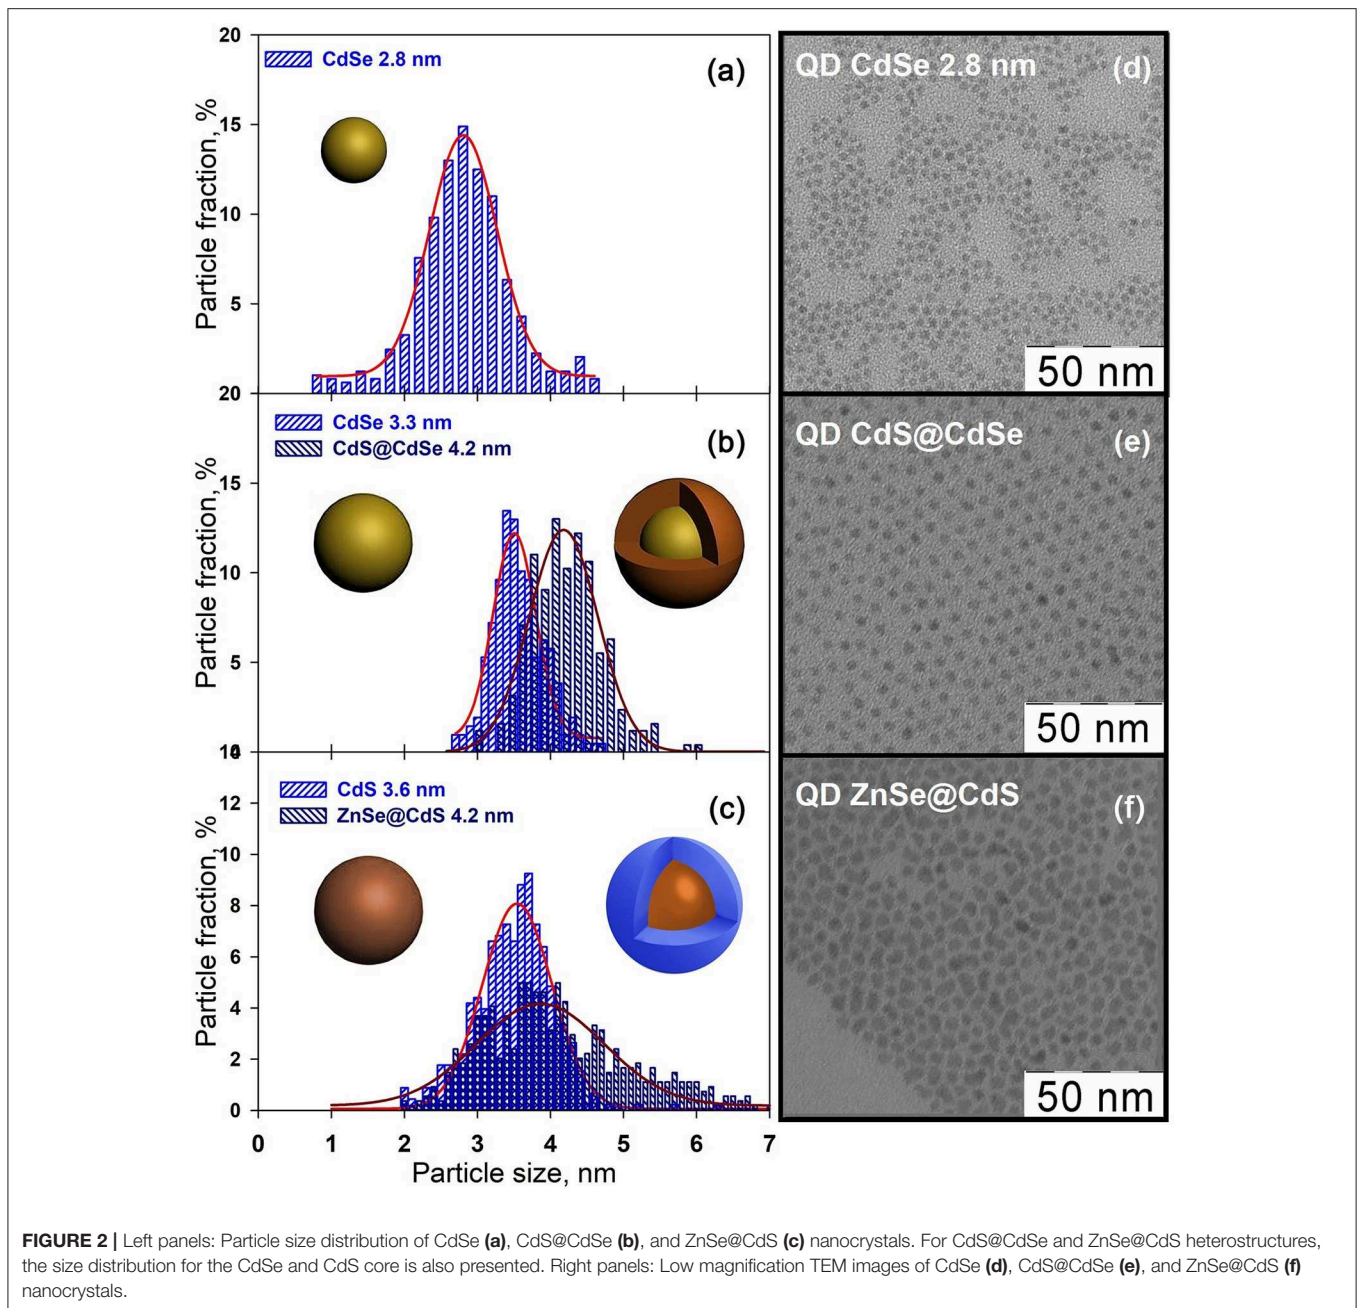 20
15
10
5
Particle fraction, %
CdSe 2.8 nm
(a)
QD CdSe 2.8 nm (d)
50 nm
20
15
10
5
Particle fraction, %
CdSe 3.3 nm
CdS@CdSe 4.2 nm
(b)
QD CdS@CdSe (e)
50 nm
12
10
8
6
4
2
0
Particle fraction, %
CdS 3.6 nm
ZnSe@CdS 4.2 nm
(c)
QD ZnSe@CdS (f)
50 nm
0 1 2 3 4 5 6 7
Particle size, nm
FIGURE 2 | Left panels: Particle size distribution of CdSe (a), CdS@CdSe (b), and ZnSe@CdS (c) nanocrystals. For CdS@CdSe and ZnSe@CdS heterostructures,
the size distribution for the CdSe and CdS core is also presented. Right panels: Low magnification TEM images of CdSe (d), CdS@CdSe (e), and ZnSe@CdS (f)
nanocrystals.